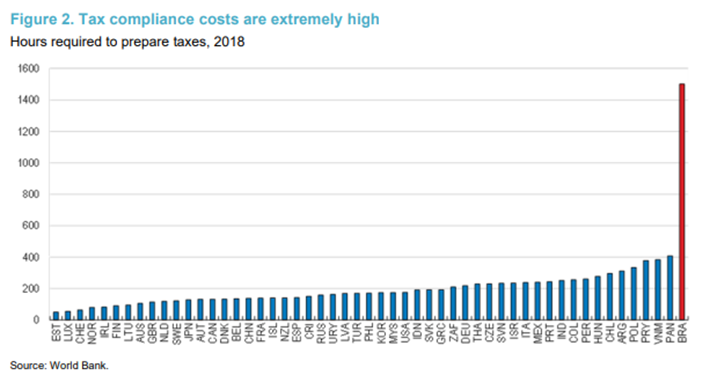 Figure 2. Tax compliance costs are extremely high
Hours required to prepare taxes, 2018
1600
1400
1200
1000
800
600
400
200
0
EST LUX CHE NOR IRL FIN LTU AUS GBR NLD SWE JPN AUT CAN DNK BEL CHN FRA ISL NZL ESP CRI RUS URY LVA TUR PHL KOR MYS USA IDN SVK GRC ZAF DEU THA CZE SVN ISR ITA MEX PRT IND COL PER HUN CHL ARG POL PRY VNM PAN BRA
Source: World Bank.